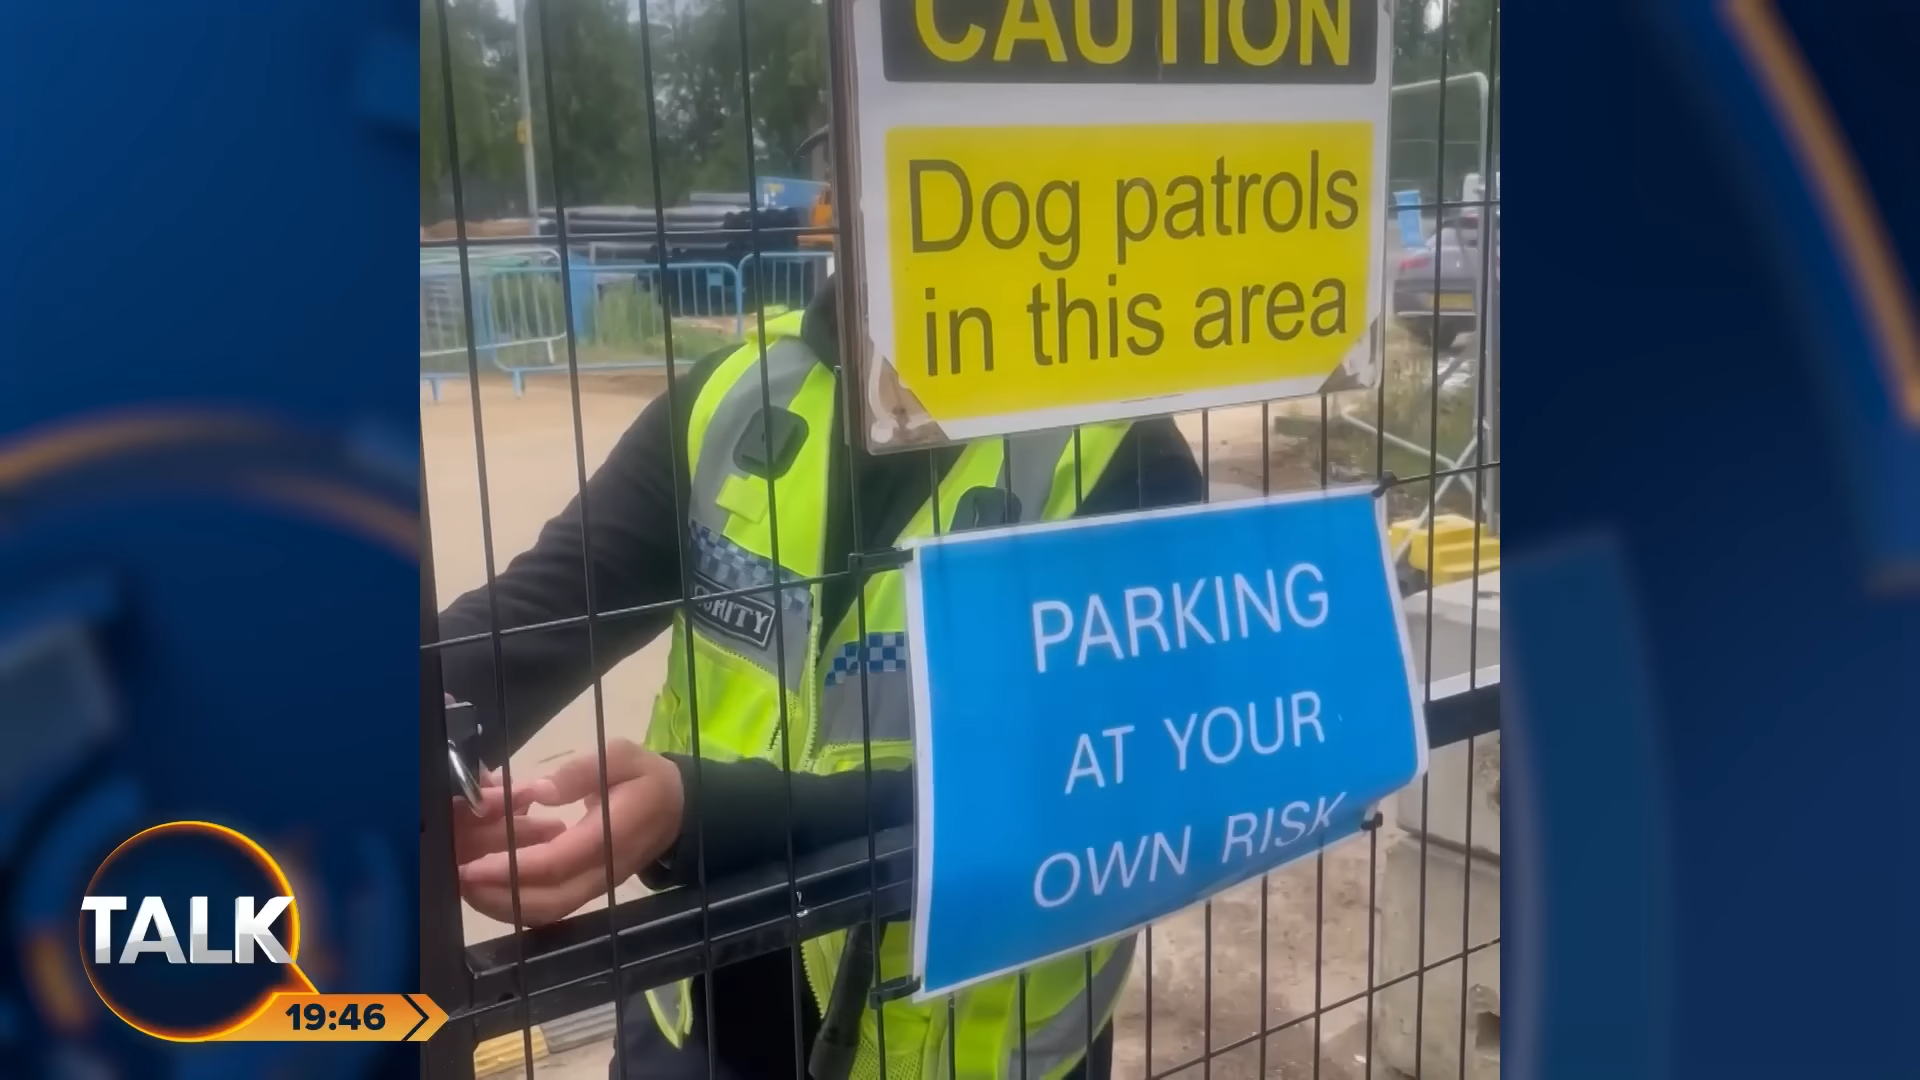 CAUTION
Dog patrols
in this area
PARKING
AT YOUR
OWN RISK
TALK
19:46